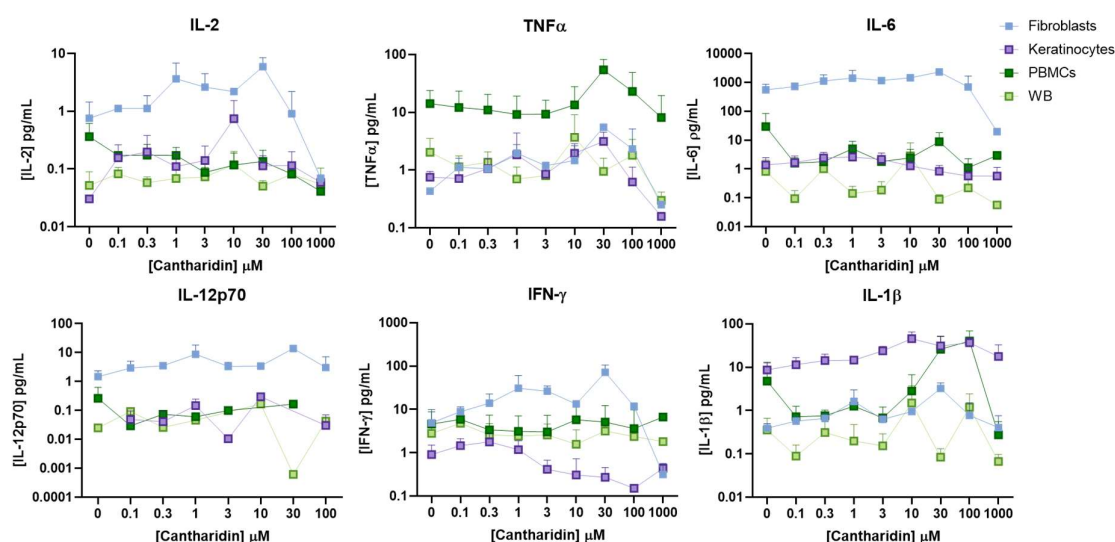 IL-2
[IL-2] pg/mL
10
1
0.1
0.01
0 0.1 0.3 1 3 10 30 100 1000
[Cantharidin] µM
TNFα
[TNFα] pg/mL
100
10
1
0.1
0 0.1 0.3 1 3 10 30 100 1000
[Cantharidin] µM
IL-6
[IL-6] pg/mL
10000
1000
100
10
1
0.1
0.01
0 0.1 0.3 1 3 10 30 100 1000
[Cantharidin] µM
Fibroblasts
Keratinocytes
PBMCs
WB
IL-12p70
[IL-12p70] pg/mL
100
10
1
0.1
0.01
0.001
0.0001
0 0.1 0.3 1 3 10 30 100
[Cantharidin] µM
IFN-γ
[IFN-γ] pg/mL
1000
100
10
1
0.1
0 0.1 0.3 1 3 10 30 100 1000
[Cantharidin] µM
IL-1β
[IL-1β] pg/mL
100
10
1
0.1
0.01
0 0.1 0.3 1 3 10 30 100 1000
[Cantharidin] µM